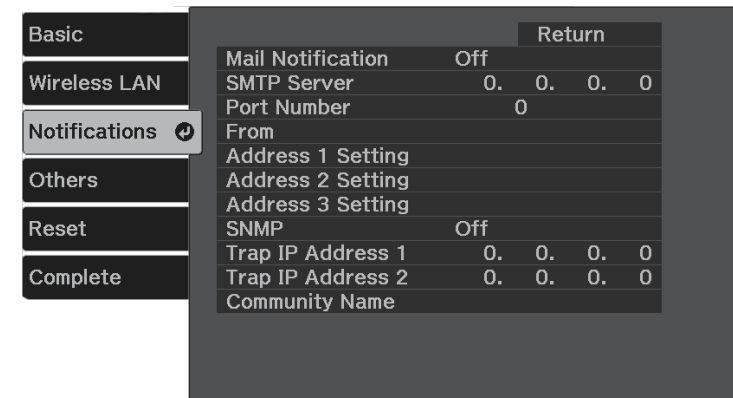 Basic
Wireless LAN
Notifications
Others
Reset
Complete
Return
Mail Notification Off
SMTP Server 0. 0. 0. 0
Port Number 0
From
Address 1 Setting
Address 2 Setting
Address 3 Setting
SNMP Off
Trap IP Address 1 0. 0. 0. 0
Trap IP Address 2 0. 0. 0. 0
Community Name